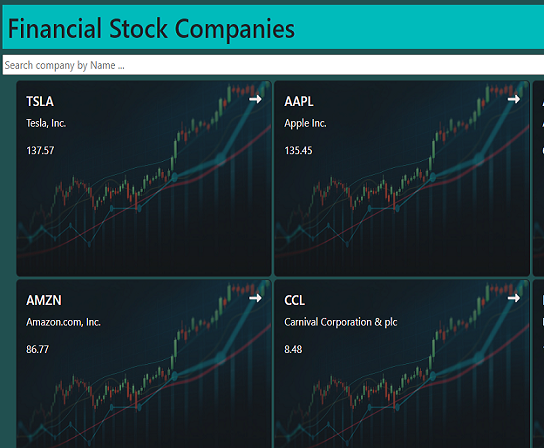 Financial Stock Companies
Search company by Name ...
TSLA
Tesla, Inc.
137.57
AAPL
Apple Inc.
135.45
AMZN
Amazon.com, Inc.
86.77
CCL
Carnival Corporation & plc
8.48